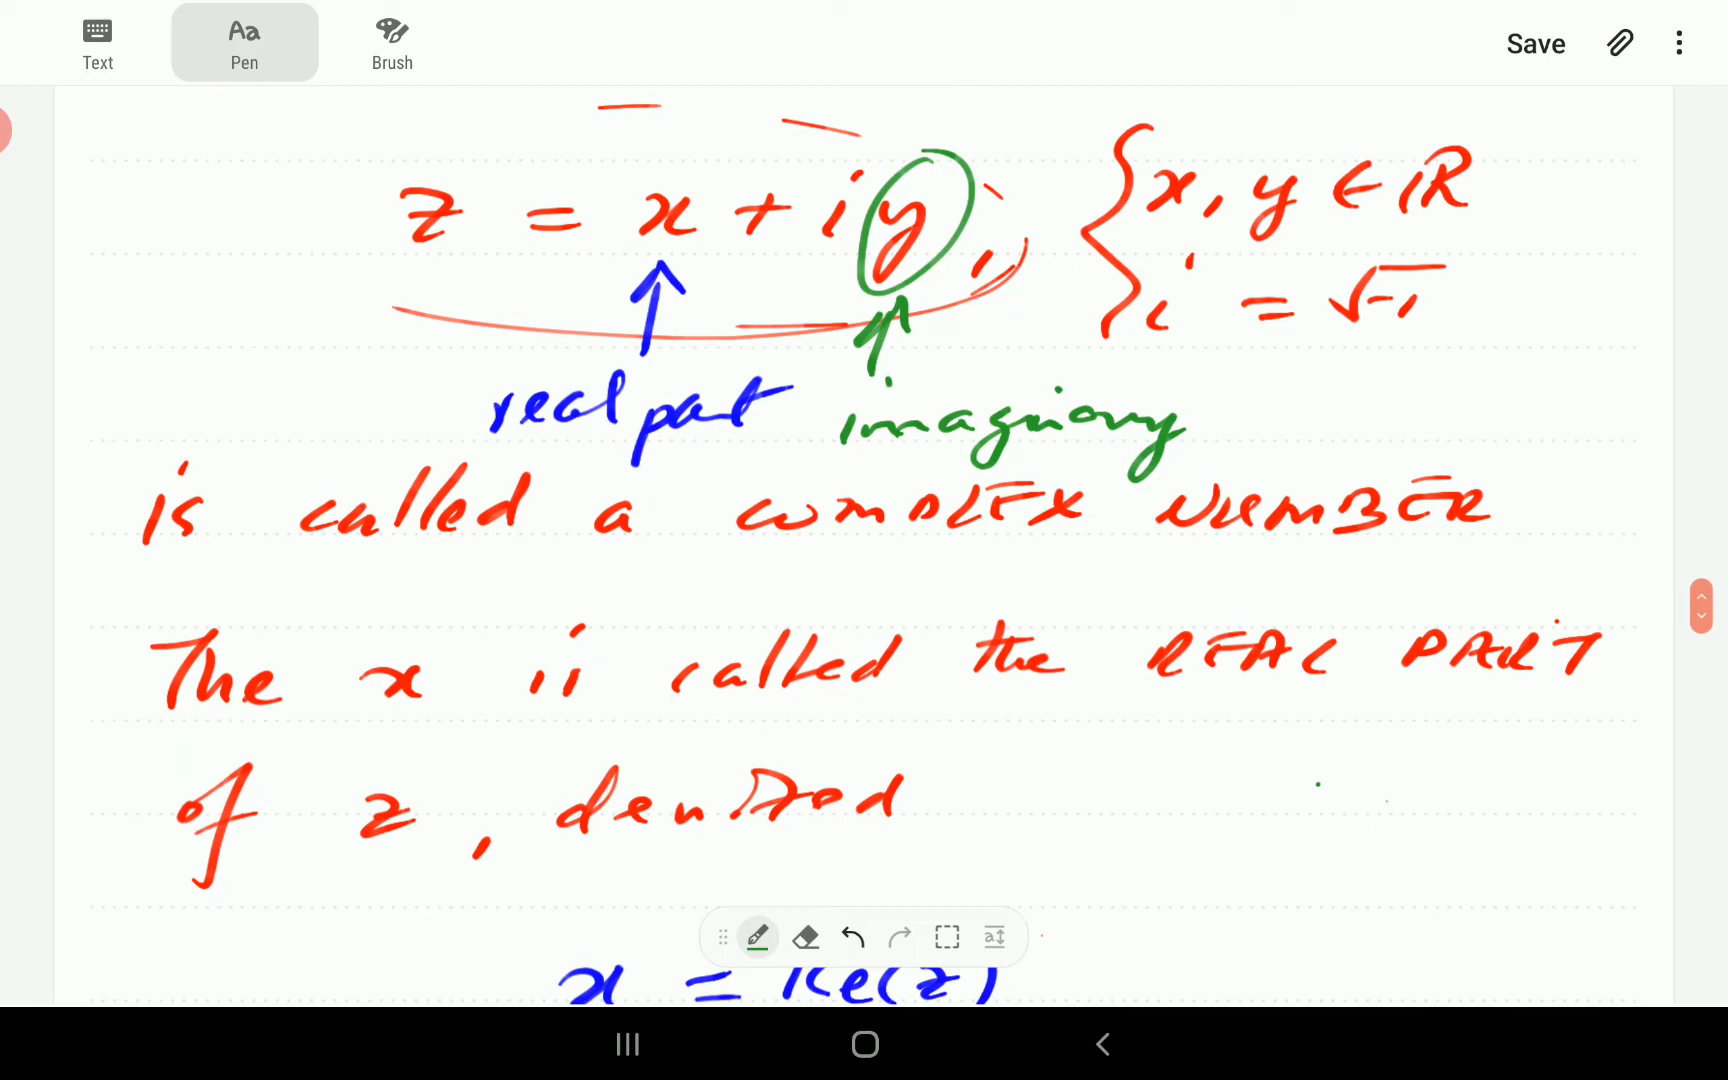 Text Aa Pen Brush Save
z = x + iy, { x, y ∈ ℝ
i = √-1
real part imaginary
is called a comPLEX NUMBER
The x is called the REAL PART
of z, denoted
x = Re(z)